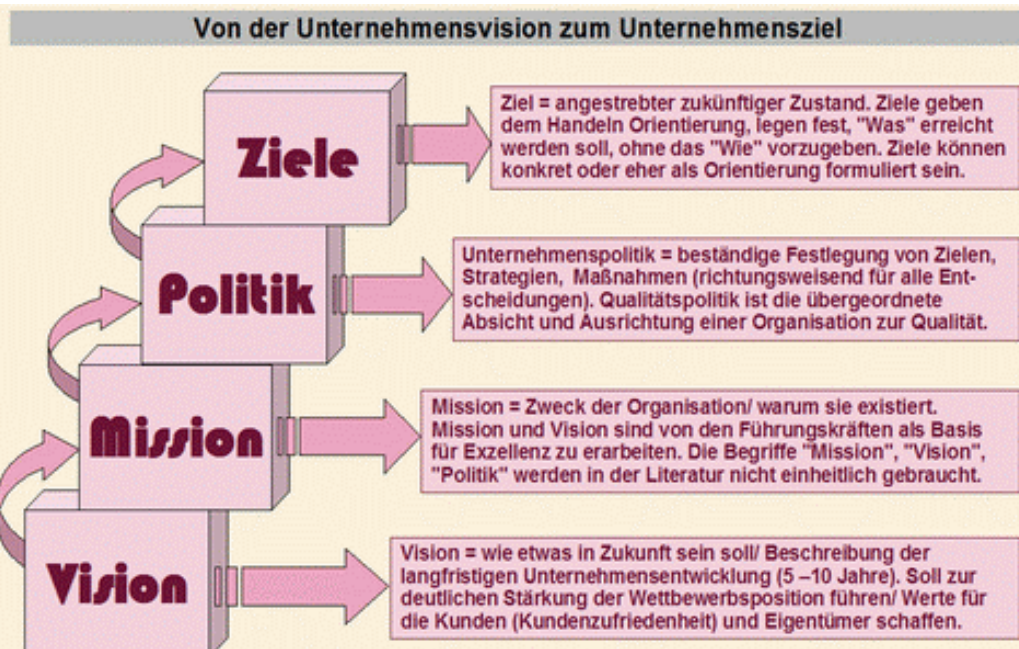 Von der Unternehmensvision zum Unternehmensziel
Ziele
Ziel = angestrebter zukünftiger Zustand. Ziele geben
dem Handeln Orientierung, legen fest, "Was" erreicht
werden soll, ohne das "Wie" vorzugeben. Ziele können
konkret oder eher als Orientierung formuliert sein.
Politik
Unternehmenspolitik = beständige Festlegung von Zielen,
Strategien, Maßnahmen (richtungsweisend für alle Ent-
scheidungen). Qualitätspolitik ist die übergeordnete
Absicht und Ausrichtung einer Organisation zur Qualität.
Mission
Mission = Zweck der Organisation/ warum sie existiert.
Mission und Vision sind von den Führungskräften als Basis
für Exzellenz zu erarbeiten. Die Begriffe "Mission", "Vision",
"Politik" werden in der Literatur nicht einheitlich gebraucht.
Vision
Vision = wie etwas in Zukunft sein soll/ Beschreibung der
langfristigen Unternehmensentwicklung (5 –10 Jahre). Soll zur
deutlichen Stärkung der Wettbewerbsposition führen/ Werte für
die Kunden (Kundenzufriedenheit) und Eigentümer schaffen.